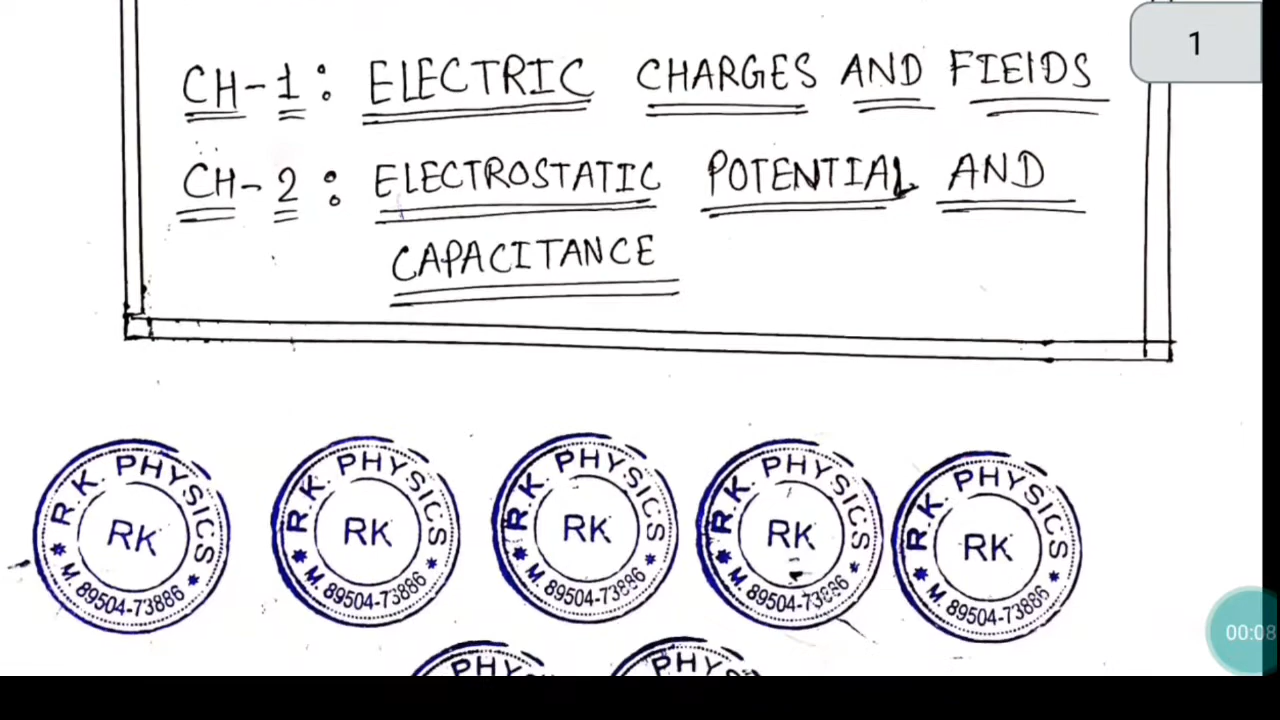 1
CH-1: ELECTRIC CHARGES AND FIEIDS
CH-2: ELECTROSTATIC POTENTIAL AND
CAPACITANCE
R.K. PHYSICS
RK
* M. 89504-73886 *
R.K. PHYSICS
RK
* M. 89504-73886 *
R.K. PHYSICS
RK
* M. 89504-73886 *
R.K. PHYSICS
RK
* M. 89504-73886 *
R.K. PHYSICS
RK
* M. 89504-73886 *
00:08